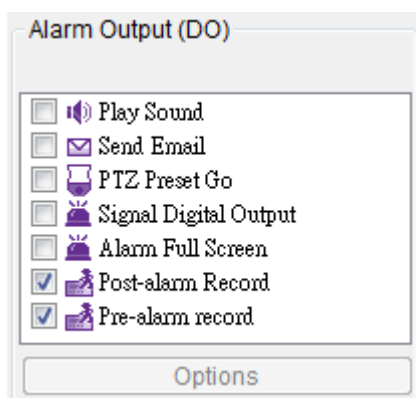 Alarm Output (DO)
Play Sound
Send Email
PTZ Preset Go
Signal Digital Output
Alarm Full Screen
Post-alarm Record
Pre-alarm record
Options